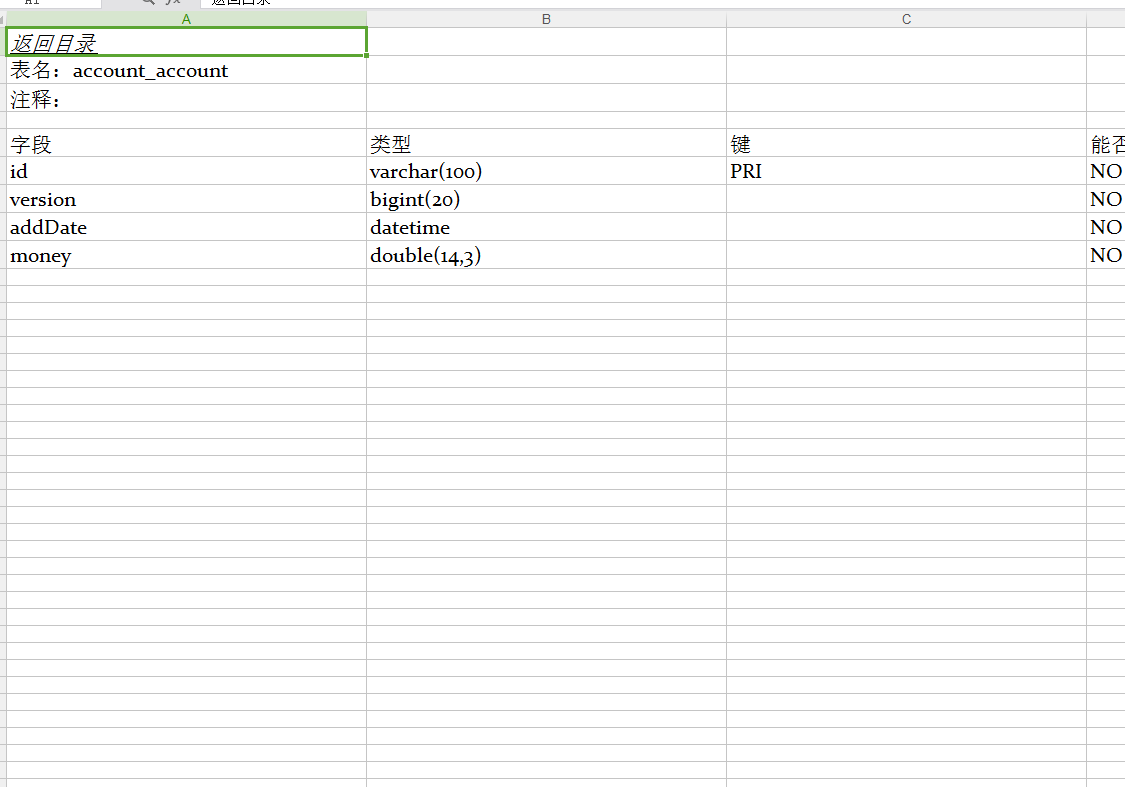 A1 返回目录
A B C
返回目录
表名：account_account
注释：
字段 类型 键 能否
id varchar(100) PRI NO
version bigint(20) NO
addDate datetime NO
money double(14,3) NO